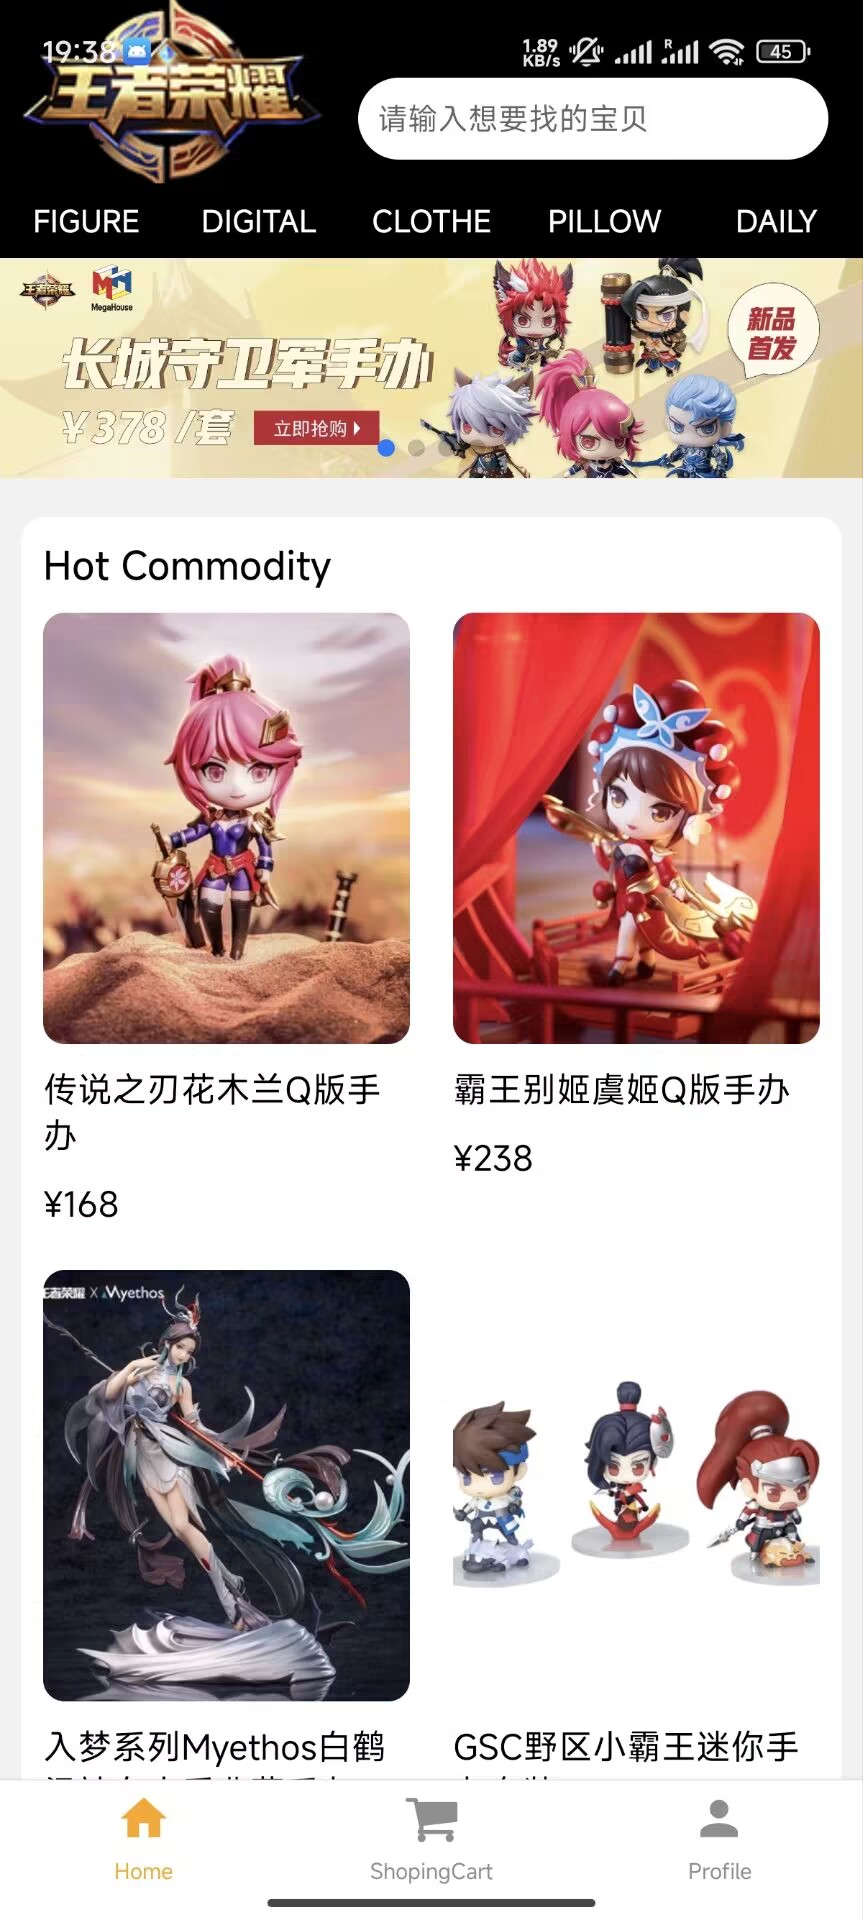 19:38
1.89
KB/s
R
45
王者荣耀
请输入想要找的宝贝
FIGURE
DIGITAL
CLOTHE
PILLOW
DAILY
王者荣耀
MegaHouse
长城守卫军手办
¥378 /套
立即抢购
新品
首发
Hot Commodity
传说之刃花木兰Q版手
办
¥168
霸王别姬虞姬Q版手办
¥238
王者荣耀 X Myethos
入梦系列Myethos白鹤
GSC野区小霸王迷你手
Home
ShopingCart
Profile